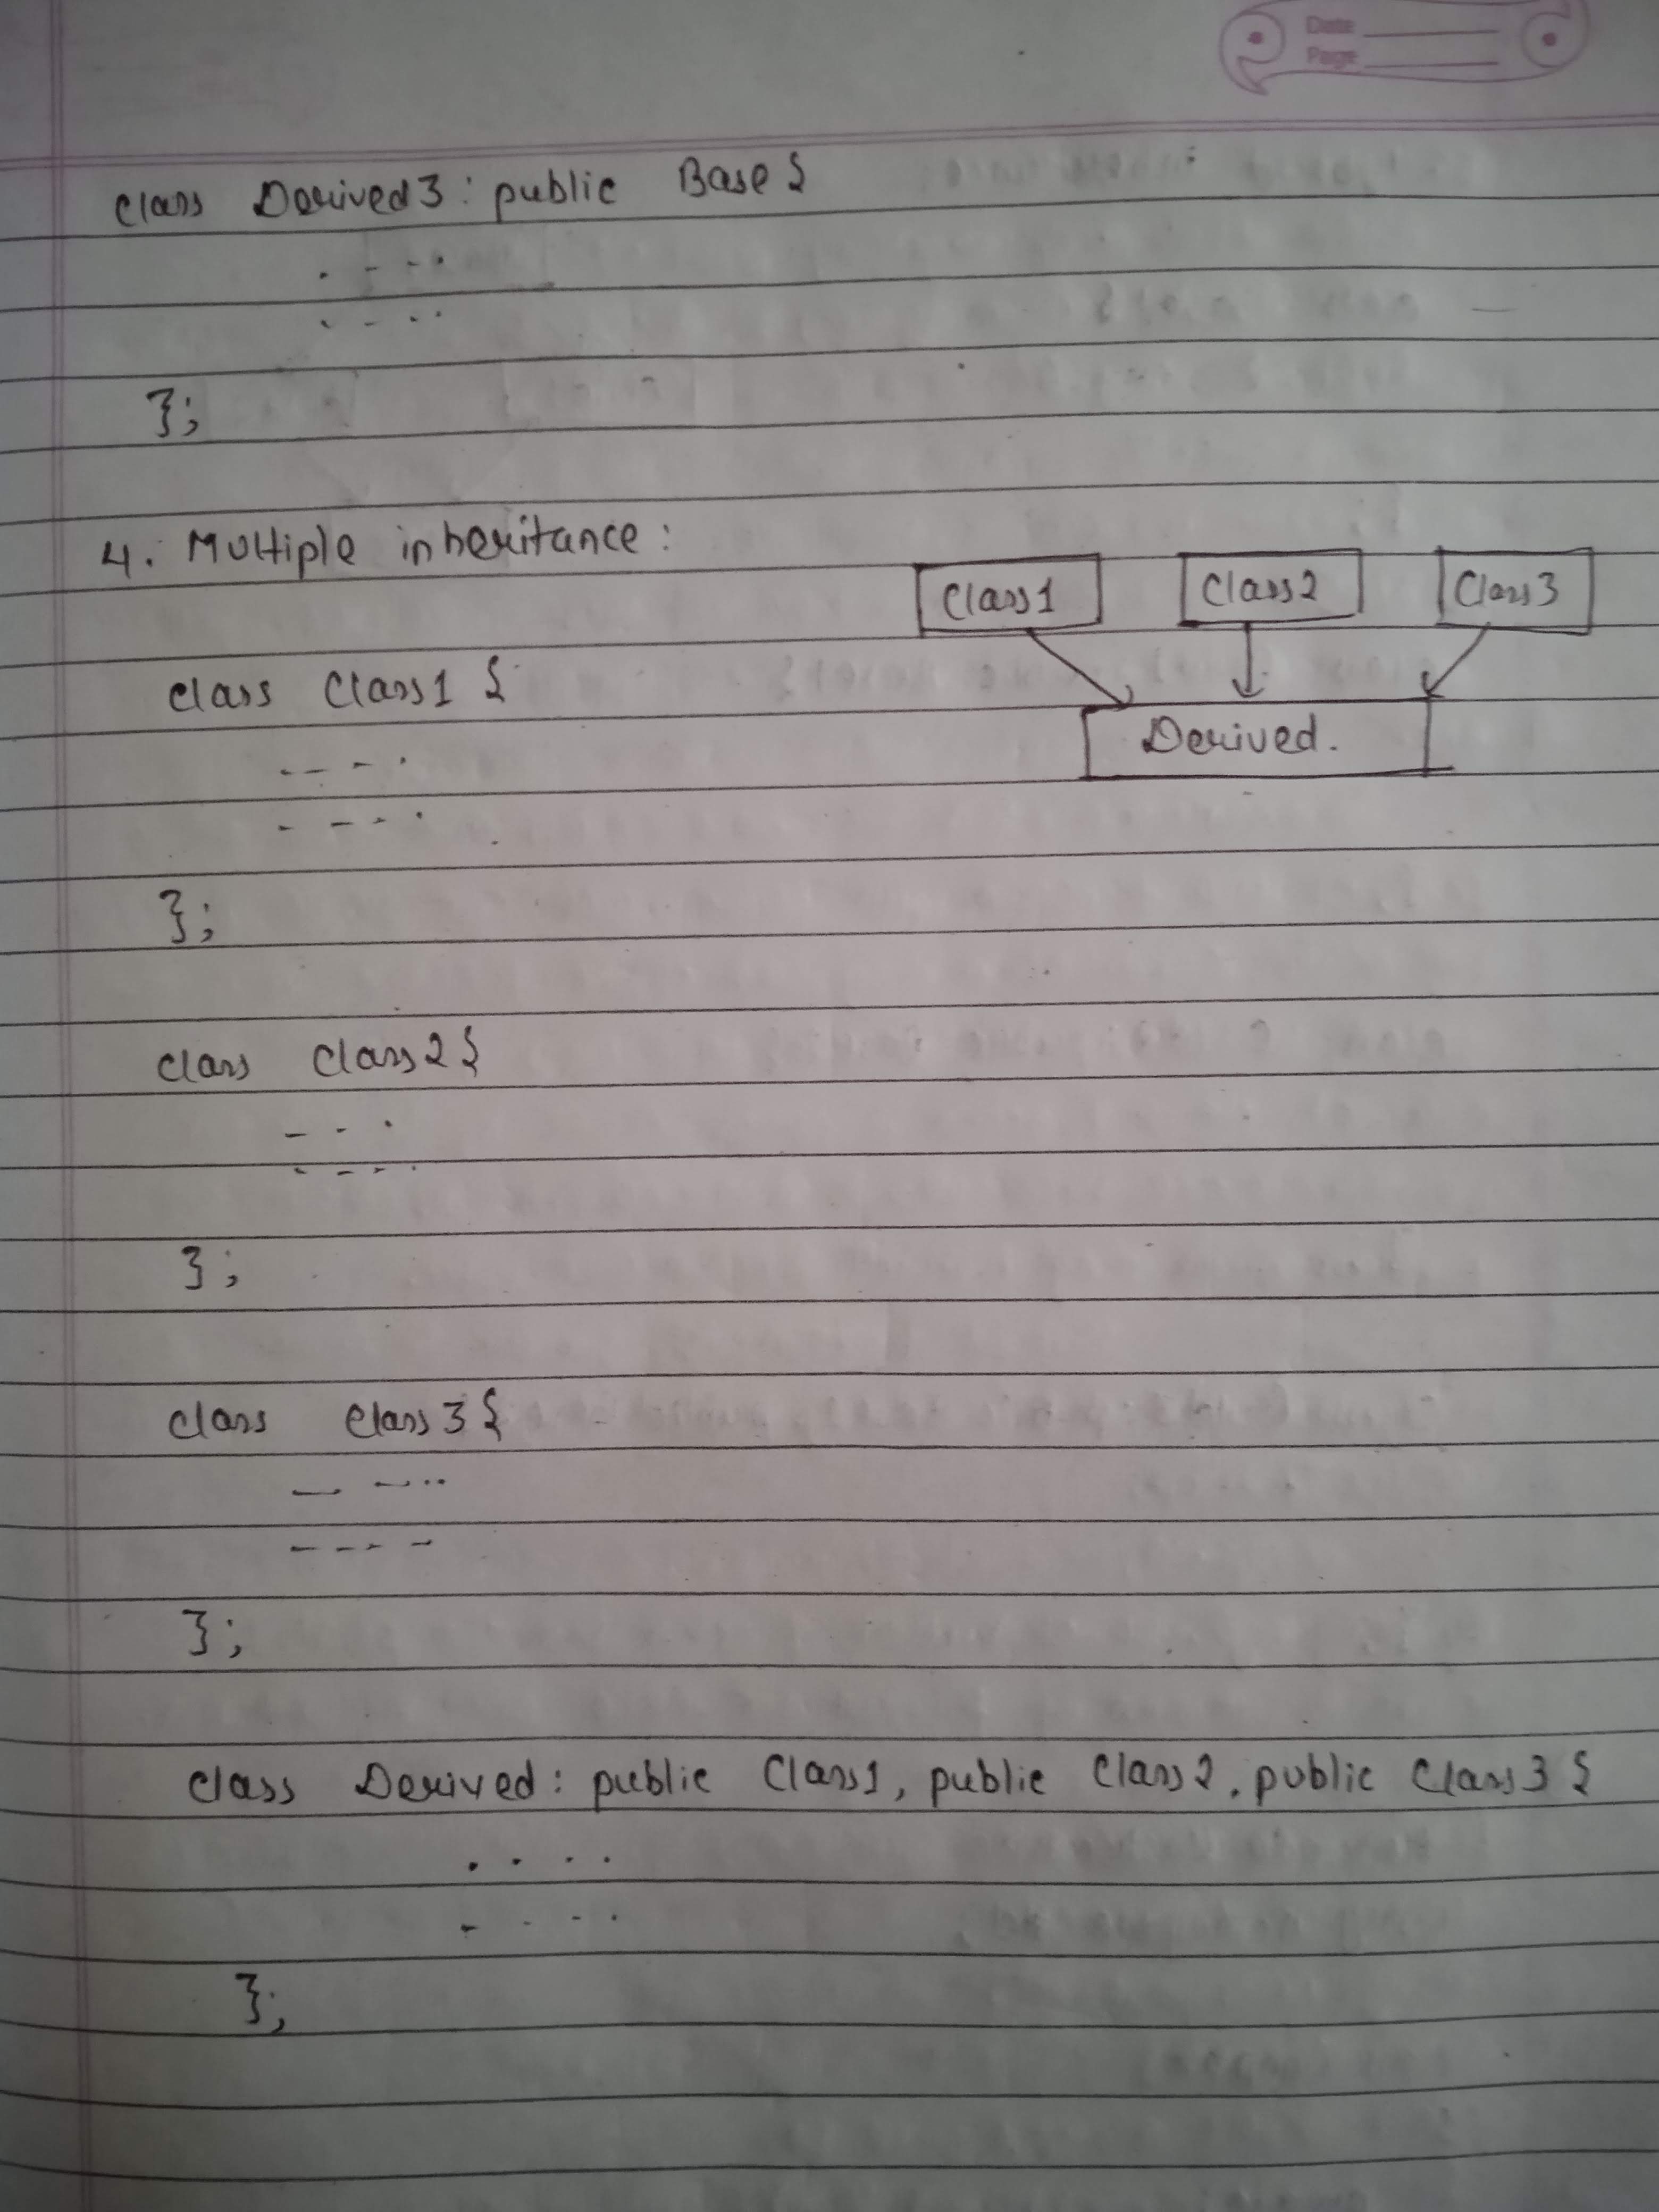 Date
Page
class Derived3 : public Base {
. - - .
. - . .
};
4. Multiple inheritance :
Class1 Class2 Class3
class Class1 {
Derived.
- - - .
- - - .
};
class Class2 {
- - .
- - - .
};
class Class3 {
- - - . .
- - - -
};
class Derived : public Class1, public Class2. public Class3 {
. . . .
- . - .
};